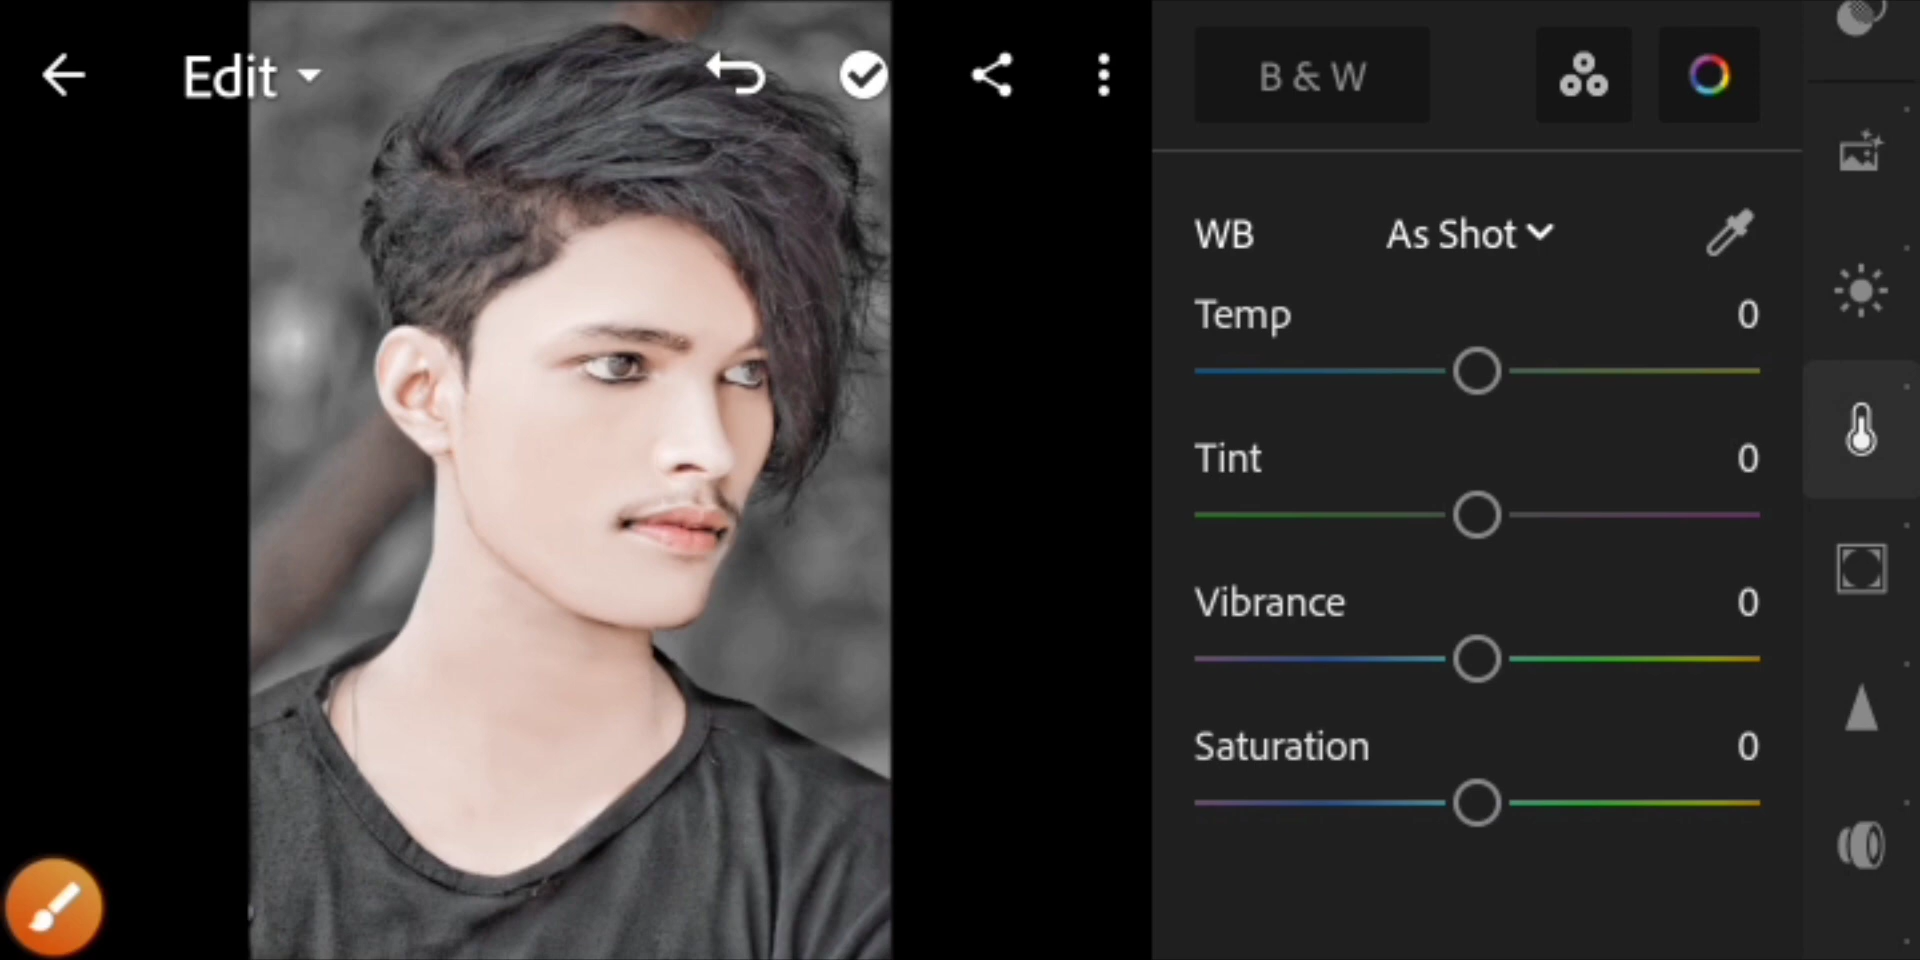 Edit
B & W
WB As Shot
Temp 0
Tint 0
Vibrance 0
Saturation 0